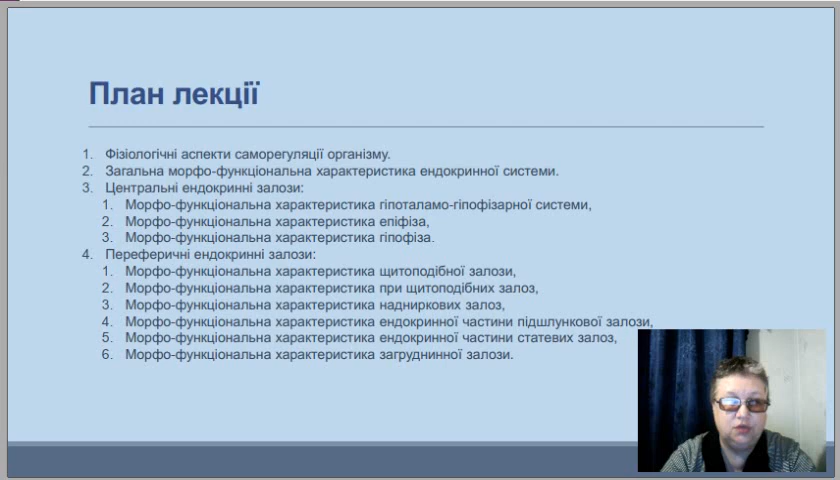 План лекції
1. Фізіологічні аспекти саморегуляції організму.
2. Загальна морфо-функціональна характеристика ендокринної системи.
3. Центральні ендокринні залози:
1. Морфо-функціональна характеристика гіпоталамо-гіпофізарної системи,
2. Морфо-функціональна характеристика епіфіза,
3. Морфо-функціональна характеристика гіпофіза.
4. Переферичні ендокринні залози:
1. Морфо-функціональна характеристика щитоподібної залози,
2. Морфо-функціональна характеристика при щитоподібних залоз,
3. Морфо-функціональна характеристика надниркових залоз,
4. Морфо-функціональна характеристика ендокринної частини підшлункової залози,
5. Морфо-функціональна характеристика ендокринної частини статевих залоз,
6. Морфо-функціональна характеристика загруднинної залози.